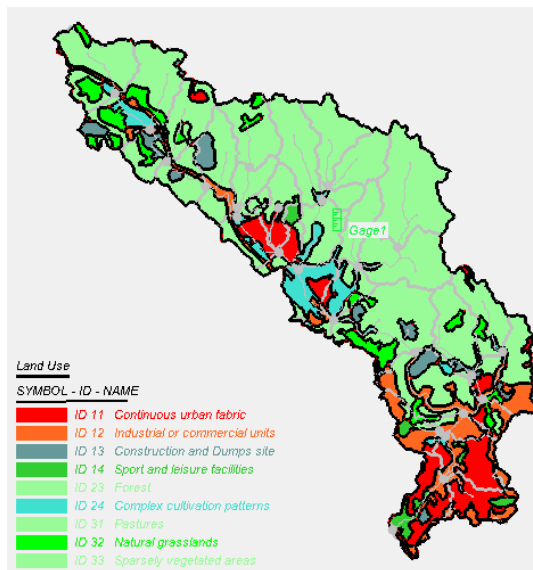 Gage1
Land Use
SYMBOL - ID - NAME
ID 11 Continuous urban fabric
ID 12 Industrial or commercial units
ID 13 Construction and Dumps site
ID 14 Sport and leisure facilities
ID 23 Forest
ID 24 Complex cultivation patterns
ID 31 Pastures
ID 32 Natural grasslands
ID 33 Sparsely vegetated areas